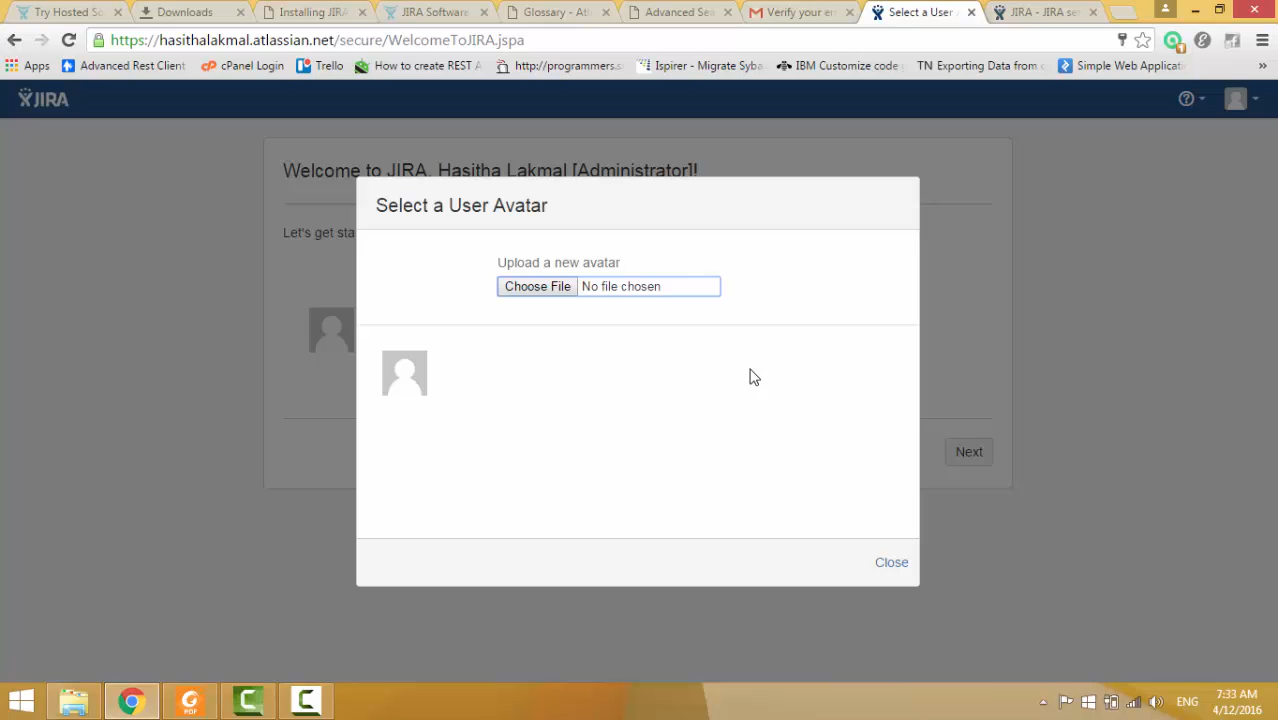 Try Hosted So
Downloads
Installing JIRA
JIRA Software
Glossary - Atl
Advanced Sea
Verify your em
Select a User
JIRA - JIRA se
https://hasithalakmal.atlassian.net/secure/WelcomeToJIRA.jspa
Apps
Advanced Rest Client
cPanel Login
Trello
How to create REST A
http://programmers.s
Ispirer - Migrate Syba
IBM Customize code
TN Exporting Data from
Simple Web Applicati
»
JIRA
Welcome to JIRA, Hasitha Lakmal [Administrator]!
Select a User Avatar
Let's get sta
Upload a new avatar
Choose File No file chosen
Next
Close
PDF
ENG
7:33 AM
4/12/2016